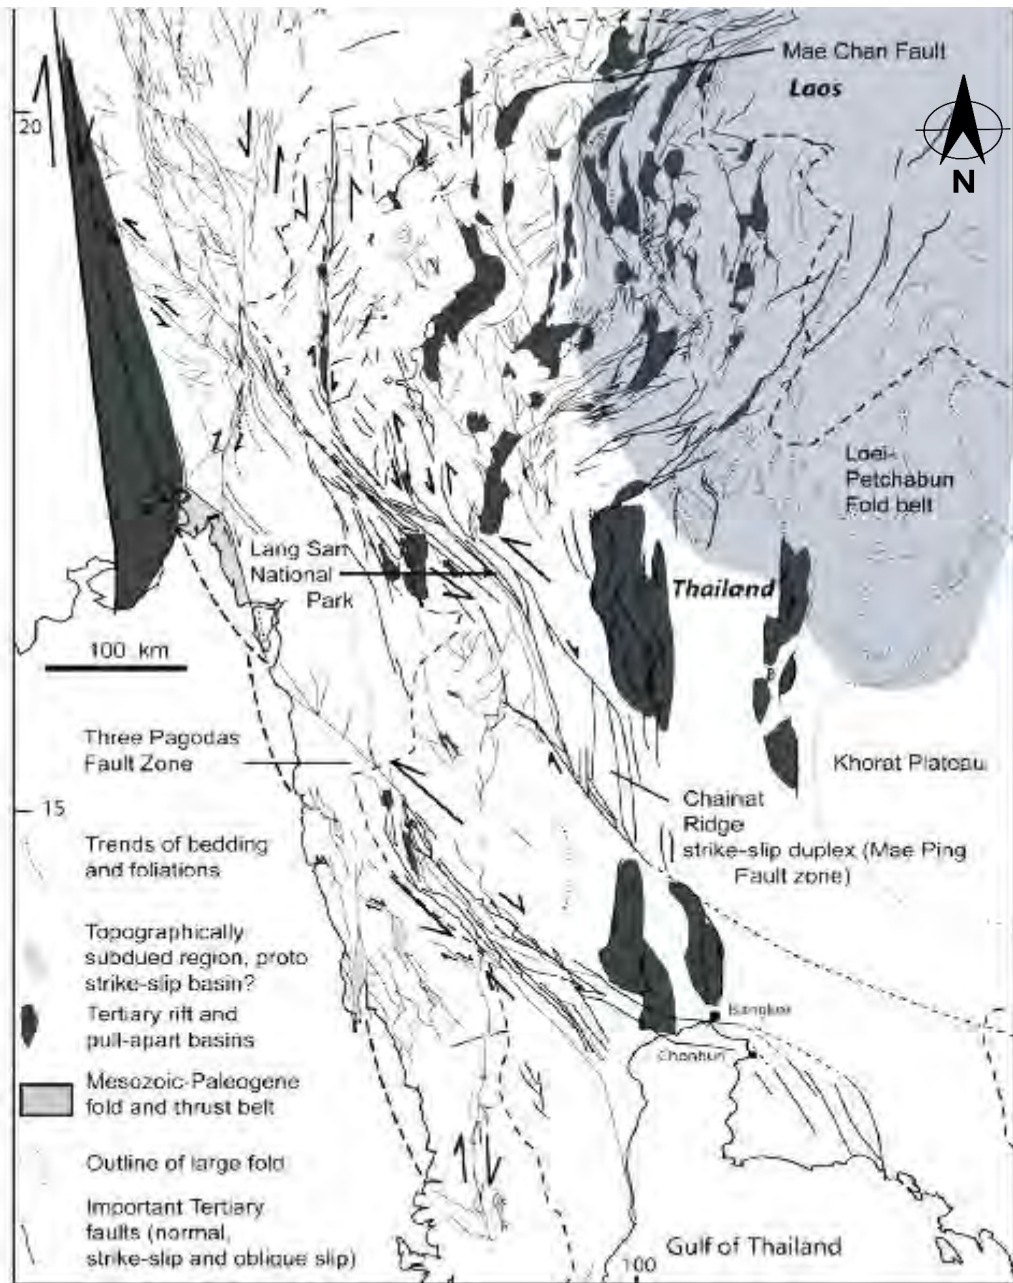 Mae Chan Fault
Laos
20
N
Loei-
Petchabun
Fold belt
Lang San
National
Park
Thailand
100 km
Three Pagodas
Fault Zone
Khorat Plateau
Chainat
Ridge
strike-slip duplex (Mae Ping
Fault zone)
15
Trends of bedding
and foliations
Topographically
subdued region, proto
strike-slip basin?
Tertiary rift and
pull-apart basins
Bangkok
Chonburi
Mesozoic-Paleogene
fold and thrust belt
Outline of large fold
Important Tertiary
faults (normal,
strike-slip and oblique slip)
Gulf of Thailand
100